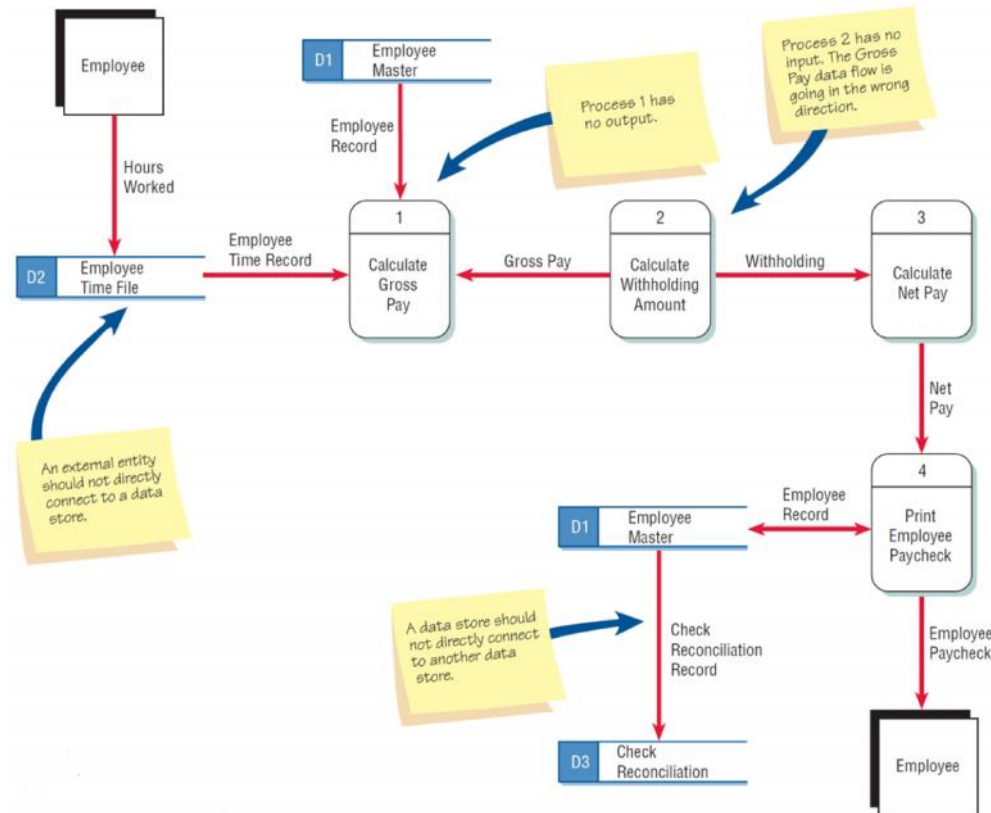 Employee
D1
Employee
Master
Process 1 has
no output.
Process 2 has no
input. The Gross
Pay data flow is
going in the wrong
direction.
Employee
Record
Hours
Worked
D2
Employee
Time File
Employee
Time Record
1
Calculate
Gross
Pay
Gross Pay
2
Calculate
Withholding
Amount
Withholding
3
Calculate
Net Pay
Net
Pay
An external entity
should not directly
connect to a data
store.
D1
Employee
Master
Employee
Record
4
Print
Employee
Paycheck
A data store should
not directly connect
to another data
store.
Check
Reconciliation
Record
Employee
Paycheck
D3
Check
Reconciliation
Employee